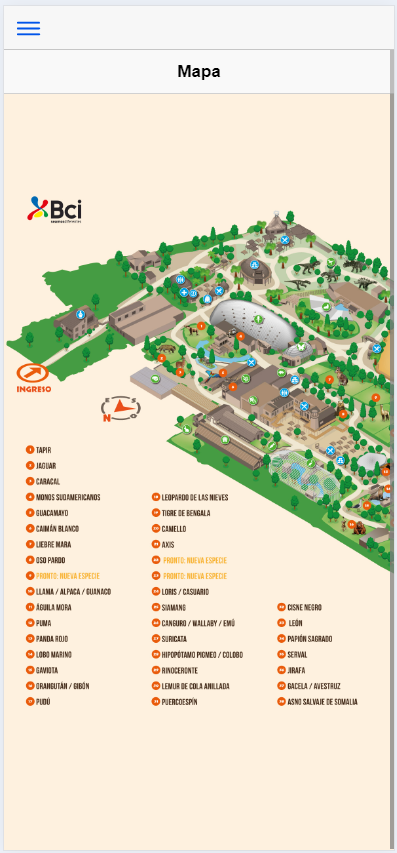 Mapa
Bci
INGRESO
E
S
N
O
TAPIR
JAGUAR
CARACAL
MONOS SUDAMERICANOS
GUACAMAYO
CAIMÁN BLANCO
LIEBRE MARA
OSO PARDO
PRONTO: NUEVA ESPECIE
LLAMA / ALPACA / GUANACO
ÁGUILA MORA
PUMA
PANDA ROJO
LOBO MARINO
GAVIOTA
ORANGUTÁN / GIBÓN
PUDÚ
LEOPARDO DE LAS NIEVES
TIGRE DE BENGALA
CAMELLO
AXIS
PRONTO: NUEVA ESPECIE
PRONTO: NUEVA ESPECIE
LORIS / CASUARIO
SIAMANG
CANGURO / WALLABY / EMÚ
SURICATA
HIPOPÓTAMO PIGMEO / COLOBO
RINOCERONTE
LEMUR DE COLA ANILLADA
PUERCOESPÍN
CISNE NEGRO
LEÓN
PAPIÓN SAGRADO
SERVAL
JIRAFA
GACELA / AVESTRUZ
ASNO SALVAJE DE SOMALIA